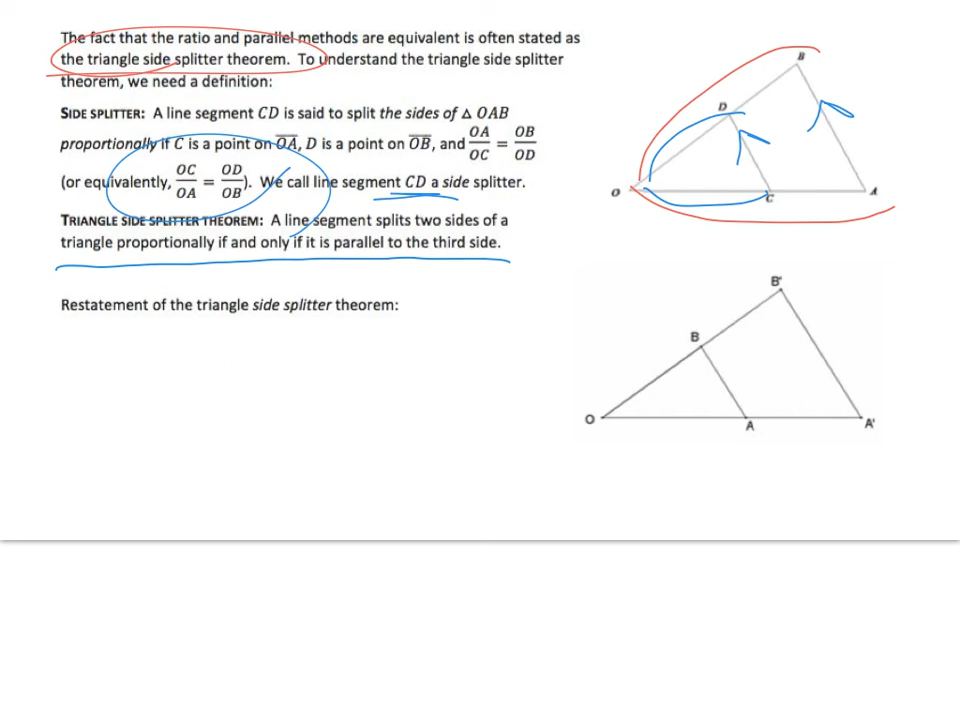 The fact that the ratio and parallel methods are equivalent is often stated as
the triangle side splitter theorem. To understand the triangle side splitter
theorem, we need a definition:
SIDE SPLITTER: A line segment CD is said to split the sides of △ OAB
proportionally if C is a point on O̅A̅, D is a point on O̅B̅, and OA/OC = OB/OD
(or equivalently, OC/OA = OD/OB). We call line segment CD a side splitter.
TRIANGLE SIDE SPLITTER THEOREM: A line segment splits two sides of a
triangle proportionally if and only if it is parallel to the third side.
Restatement of the triangle side splitter theorem:
B
D
O
C
A
B'
B
O
A
A'